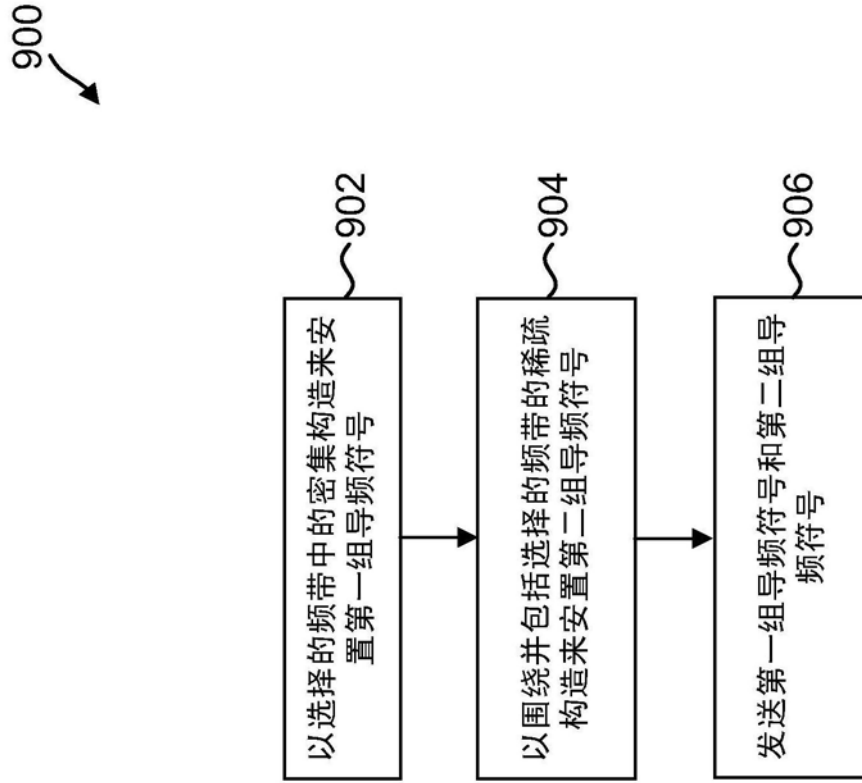 900
以选择的频带中的密集构造来安
置第一组导频符号
902
以围绕并包括选择的频带的稀疏
构造来安置第二组导频符号
904
发送第一组导频符号和第二组导
频符号
906